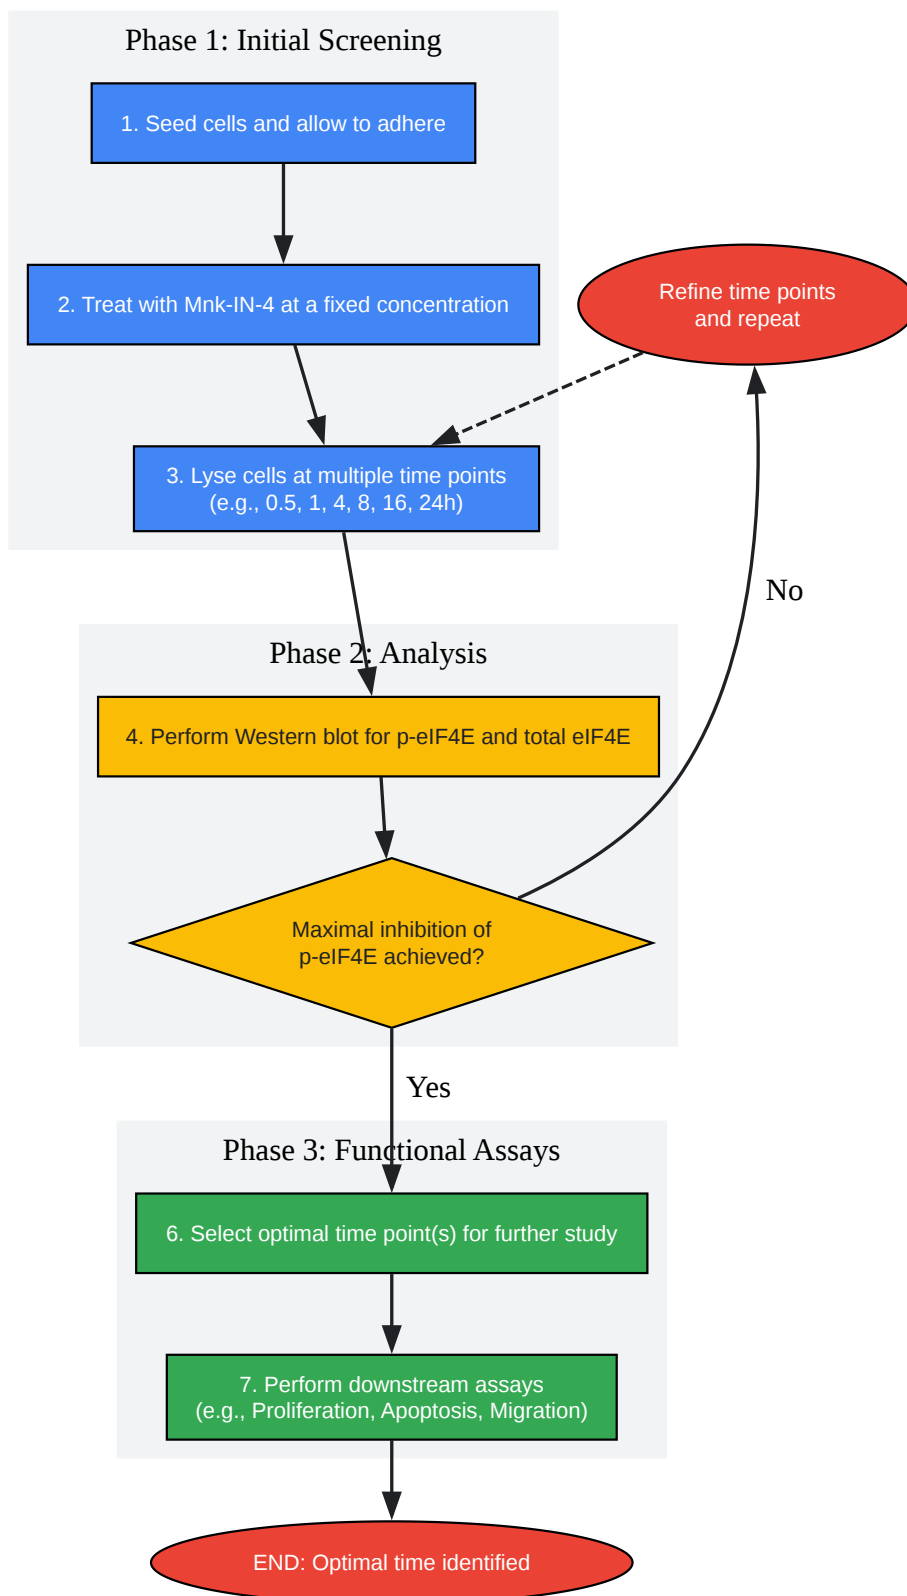 Phase 1: Initial Screening
1. Seed cells and allow to adhere
2. Treat with Mnk-IN-4 at a fixed concentration
Refine time points
and repeat
3. Lyse cells at multiple time points
(e.g., 0.5, 1, 4, 8, 16, 24h)
No
Phase 2: Analysis
4. Perform Western blot for p-eIF4E and total eIF4E
Maximal inhibition of
p-eIF4E achieved?
Yes
Phase 3: Functional Assays
6. Select optimal time point(s) for further study
7. Perform downstream assays
(e.g., Proliferation, Apoptosis, Migration)
END: Optimal time identified